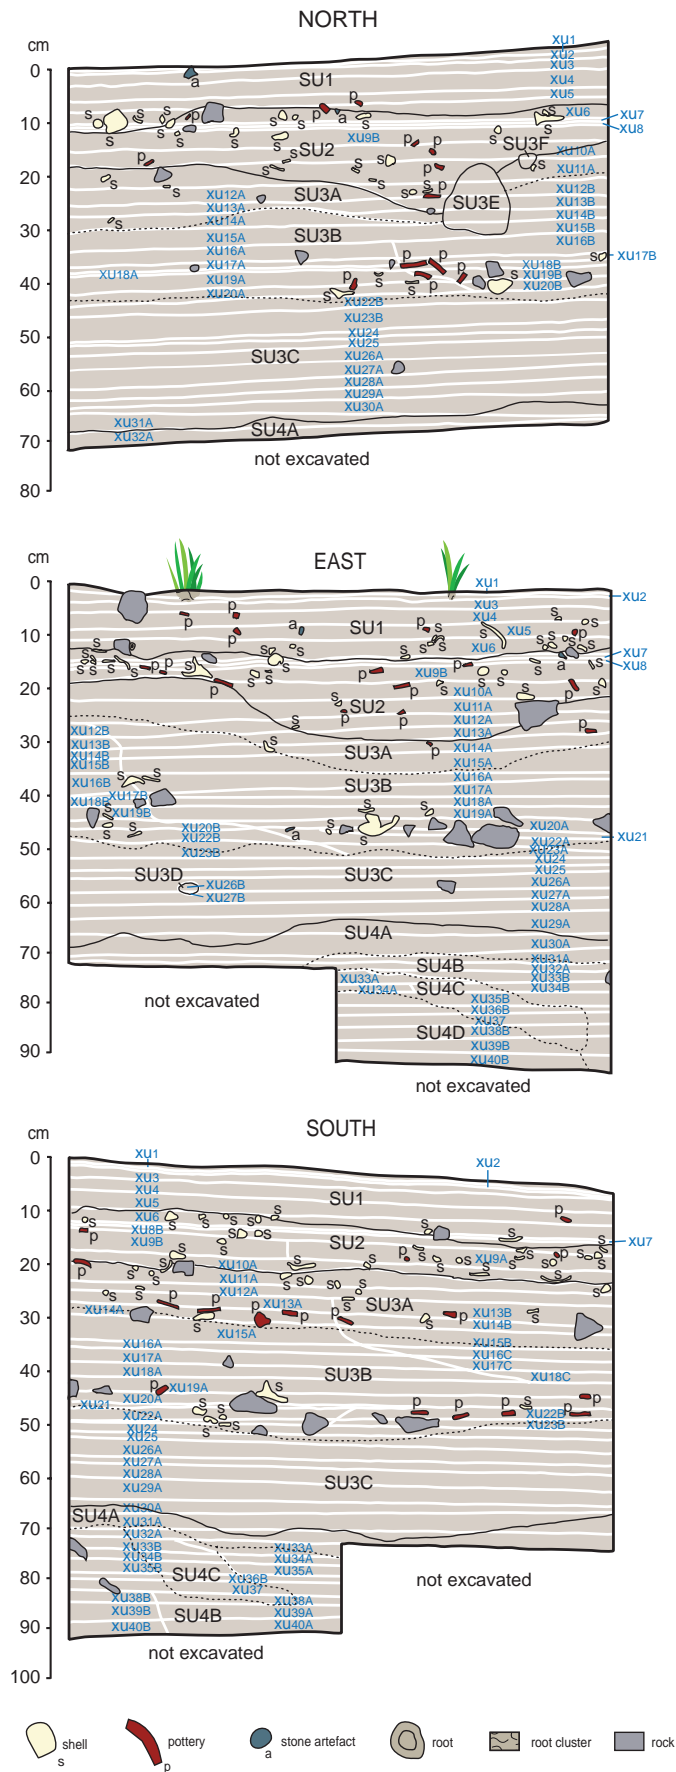 NORTH
cm
0
10
20
30
40
50
60
70
80
XU1
XU2
XU3
XU4
XU5
XU6
XU7
XU8
SU1
a
p
p
a
s
s
s
s
s
s
XU9B
SU2
SU3F
XU10A
XU11A
SU3A
SU3E
XU12A
XU13A
XU14A
XU12B
XU13B
XU14B
XU15B
XU16B
SU3B
XU15A
XU16A
XU17A
XU18A
XU19A
XU20A
XU17B
XU18B
XU19B
XU20B
XU22B
XU23B
XU24
XU25
SU3C
XU26A
XU27A
XU28A
XU29A
XU30A
XU31A
XU32A
SU4A
not excavated
EAST
cm
0
10
20
30
40
50
60
70
80
90
XU1
XU2
XU3
XU4
XU5
XU6
XU7
XU8
SU1
XU9B
XU10A
SU2
XU11A
XU12A
XU13A
XU12B
XU13B
XU14B
XU15B
SU3A
XU14A
XU15A
XU16B
XU17B
XU18B
XU19B
SU3B
XU16A
XU17A
XU18A
XU19A
XU20A
XU21
XU20B
XU22B
XU23B
XU22A
XU23A
XU24
XU25
SU3D
SU3C
XU26B
XU27B
XU26A
XU27A
XU28A
XU29A
SU4A
XU30A
XU31A
XU32A
XU33B
XU34B
SU4B
XU33A
XU34A
SU4C
XU35B
XU36B
XU37
XU38B
SU4D
XU39B
XU40B
not excavated
not excavated
SOUTH
cm
0
10
20
30
40
50
60
70
80
90
100
XU1
XU2
XU3
XU4
XU5
XU6
XU7
XU8B
XU9B
SU1
SU2
XU9A
XU10A
XU11A
XU12A
XU13A
XU14A
XU15A
SU3A
XU13B
XU14B
XU15B
XU16C
XU17C
XU18C
XU16A
XU17A
XU18A
SU3B
XU19A
XU20A
XU21
XU22A
XU22B
XU23B
XU24
XU25
XU26A
XU27A
XU28A
XU29A
SU3C
XU30A
SU4A
XU31A
XU32A
XU33B
XU34B
XU35B
XU33A
XU34A
XU35A
SU4C
XU36B
XU37
XU38B
XU39B
XU40B
SU4B
XU38A
XU39A
XU40A
not excavated
not excavated
shell
s
pottery
p
stone artefact
a
root
root cluster
rock